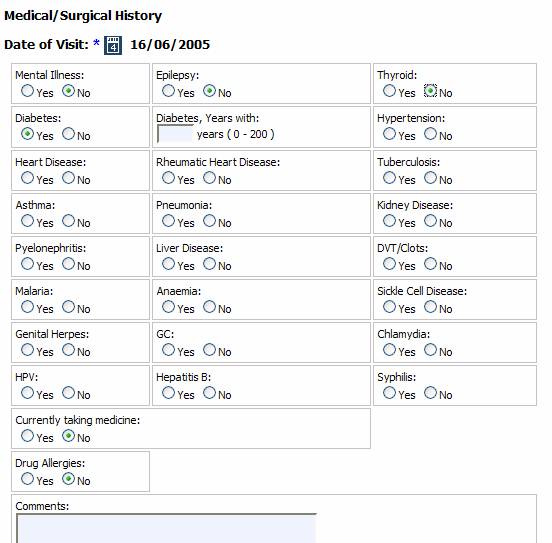 Medical/Surgical History
Date of Visit: * 4 16/06/2005
Mental Illness: Epilepsy: Thyroid:
Yes No Yes No Yes No
Diabetes: Diabetes, Years with: Hypertension:
Yes No years ( 0 - 200 ) Yes No
Heart Disease: Rheumatic Heart Disease: Tuberculosis:
Yes No Yes No Yes No
Asthma: Pneumonia: Kidney Disease:
Yes No Yes No Yes No
Pyelonephritis: Liver Disease: DVT/Clots:
Yes No Yes No Yes No
Malaria: Anaemia: Sickle Cell Disease:
Yes No Yes No Yes No
Genital Herpes: GC: Chlamydia:
Yes No Yes No Yes No
HPV: Hepatitis B: Syphilis:
Yes No Yes No Yes No
Currently taking medicine:
Yes No
Drug Allergies:
Yes No
Comments: